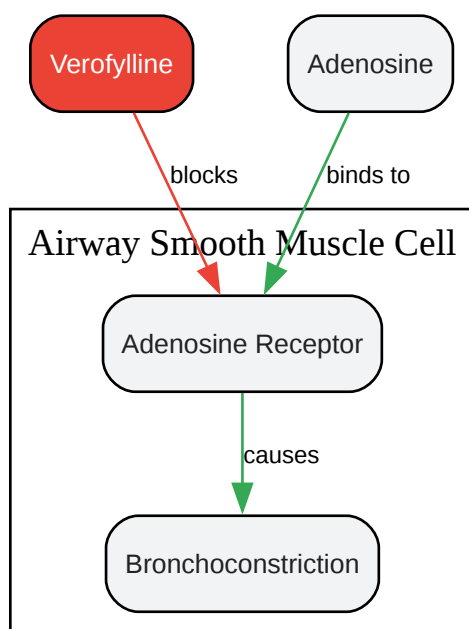 Verofylline
Adenosine
blocks
binds to
Airway Smooth Muscle Cell
Adenosine Receptor
causes
Bronchoconstriction